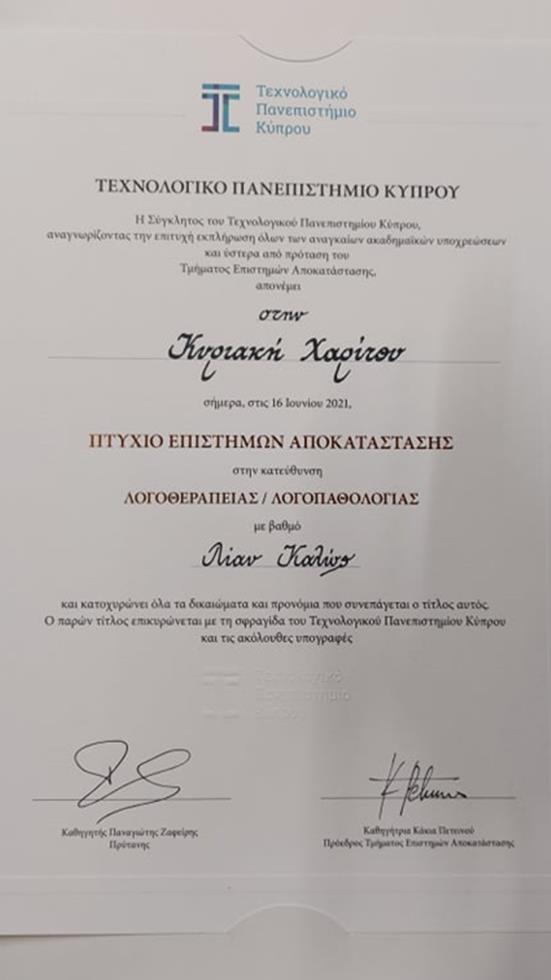 Τεχνολογικό
Πανεπιστήμιο
Κύπρου
ΤΕΧΝΟΛΟΓΙΚΟ ΠΑΝΕΠΙΣΤΗΜΙΟ ΚΥΠΡΟΥ
Η Σύγκλητος του Τεχνολογικού Πανεπιστημίου Κύπρου,
αναγνωρίζοντας την επιτυχή εκπλήρωση όλων των αναγκαίων ακαδημαϊκών υποχρεώσεων
και ύστερα από πρόταση του
Τμήματος Επιστημών Αποκατάστασης,
απονέμει
στην
Κυριακή Χαρίτου
σήμερα, στις 16 Ιουνίου 2021,
ΠΤΥΧΙΟ ΕΠΙΣΤΗΜΩΝ ΑΠΟΚΑΤΑΣΤΑΣΗΣ
στην κατεύθυνση
ΛΟΓΟΘΕΡΑΠΕΙΑΣ / ΛΟΓΟΠΑΘΟΛΟΓΙΑΣ
με βαθμό
Λίαν Καλώς
και κατοχυρώνει όλα τα δικαιώματα και προνόμια που συνεπάγεται ο τίτλος αυτός.
Ο παρών τίτλος επικυρώνεται με τη σφραγίδα του Τεχνολογικού Πανεπιστημίου Κύπρου
και τις ακόλουθες υπογραφές
Τεχνολογικό
Πανεπιστήμιο
Κύπρου
Καθηγητής Παναγιώτης Ζαφείρης
Πρύτανης
Καθηγήτρια Κάκια Πετεινού
Πρόεδρος Τμήματος Επιστημών Αποκατάστασης